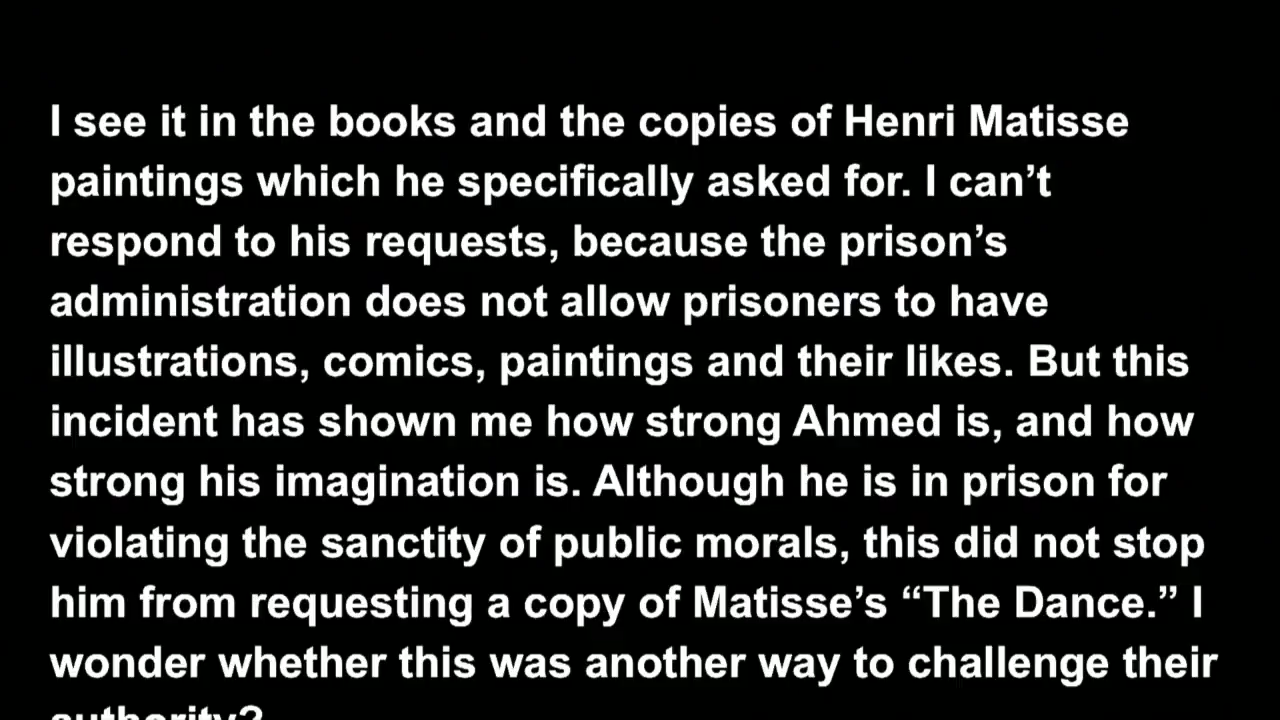 I see it in the books and the copies of Henri Matisse
paintings which he specifically asked for. I can’t
respond to his requests, because the prison’s
administration does not allow prisoners to have
illustrations, comics, paintings and their likes. But this
incident has shown me how strong Ahmed is, and how
strong his imagination is. Although he is in prison for
violating the sanctity of public morals, this did not stop
him from requesting a copy of Matisse’s “The Dance.” I
wonder whether this was another way to challenge their
authority?